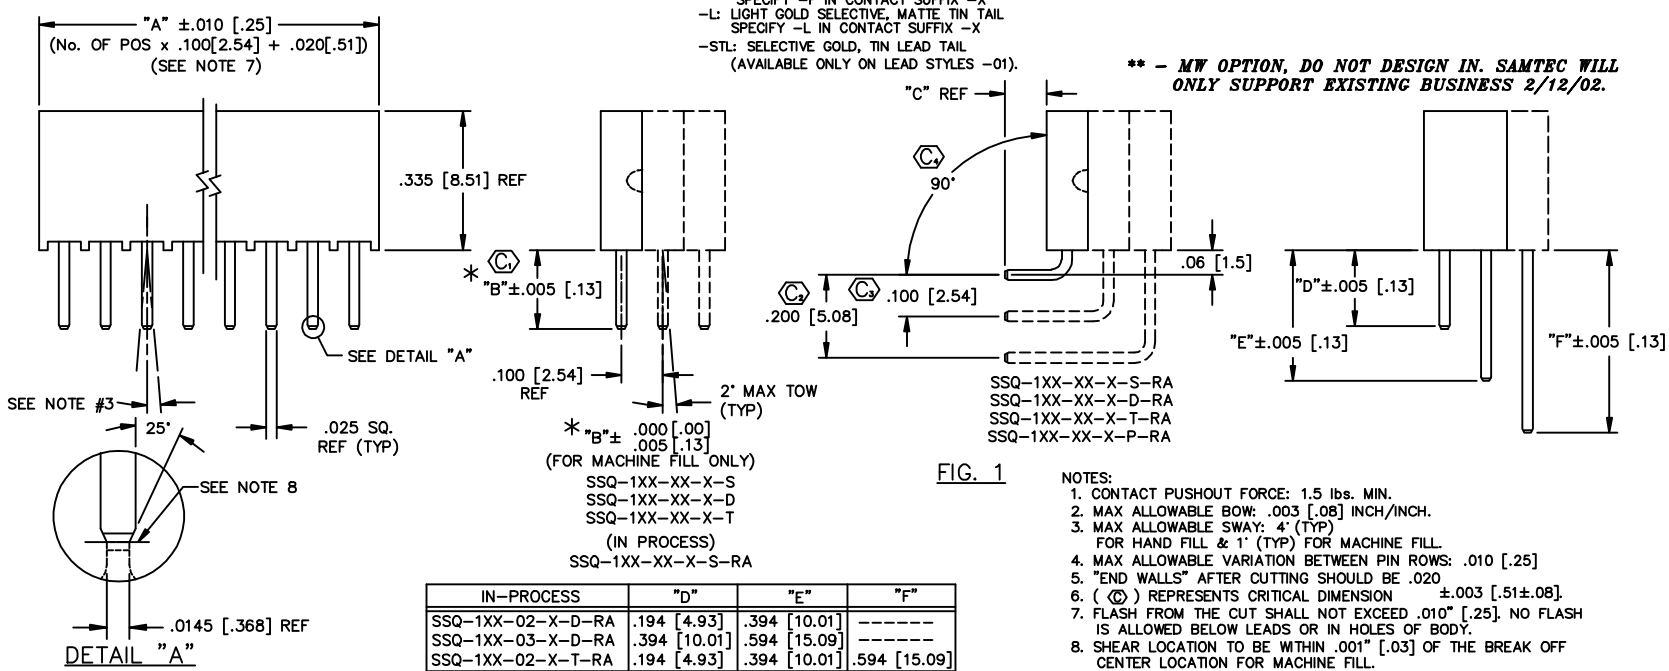 SPECIFY -F IN CONTACT SUFFIX -X
-L: LIGHT GOLD SELECTIVE, MATTE TIN TAIL
SPECIFY -L IN CONTACT SUFFIX -X
-STL: SELECTIVE GOLD, TIN LEAD TAIL
(AVAILABLE ONLY ON LEAD STYLES -01).
** - MW OPTION, DO NOT DESIGN IN. SAMTEC WILL
ONLY SUPPORT EXISTING BUSINESS 2/12/02.
"A" ±.010 [.25]
(No. OF POS x .100[2.54] + .020[.51])
(SEE NOTE 7)
.335 [8.51] REF
SEE DETAIL "A"
SEE NOTE #3
.025 SQ.
REF (TYP)
25°
SEE NOTE 8
.0145 [.368] REF
DETAIL "A"
* C1
"B"±.005 [.13]
.100 [2.54]
REF
2° MAX TOW
(TYP)
* "B"± .000 [.00]
.005 [.13]
(FOR MACHINE FILL ONLY)
SSQ-1XX-XX-X-S
SSQ-1XX-XX-X-D
SSQ-1XX-XX-X-T
(IN PROCESS)
SSQ-1XX-XX-X-S-RA
"C" REF
C4
90°
.06 [1.5]
C2
.200 [5.08]
C3 .100 [2.54]
SSQ-1XX-XX-X-S-RA
SSQ-1XX-XX-X-D-RA
SSQ-1XX-XX-X-T-RA
SSQ-1XX-XX-X-P-RA
FIG. 1
"D"±.005 [.13]
"E"±.005 [.13]
"F"±.005 [.13]
IN-PROCESS "D" "E" "F"
SSQ-1XX-02-X-D-RA .194 [4.93] .394 [10.01] -------
SSQ-1XX-03-X-D-RA .394 [10.01] .594 [15.09] -------
SSQ-1XX-02-X-T-RA .194 [4.93] .394 [10.01] .594 [15.09]
NOTES:
1. CONTACT PUSHOUT FORCE: 1.5 lbs. MIN.
2. MAX ALLOWABLE BOW: .003 [.08] INCH/INCH.
3. MAX ALLOWABLE SWAY: 4° (TYP)
FOR HAND FILL & 1° (TYP) FOR MACHINE FILL.
4. MAX ALLOWABLE VARIATION BETWEEN PIN ROWS: .010 [.25]
5. "END WALLS" AFTER CUTTING SHOULD BE .020
±.003 [.51±.08].
6. ( C ) REPRESENTS CRITICAL DIMENSION
7. FLASH FROM THE CUT SHALL NOT EXCEED .010" [.25]. NO FLASH
IS ALLOWED BELOW LEADS OR IN HOLES OF BODY.
8. SHEAR LOCATION TO BE WITHIN .001" [.03] OF THE BREAK OFF
CENTER LOCATION FOR MACHINE FILL.